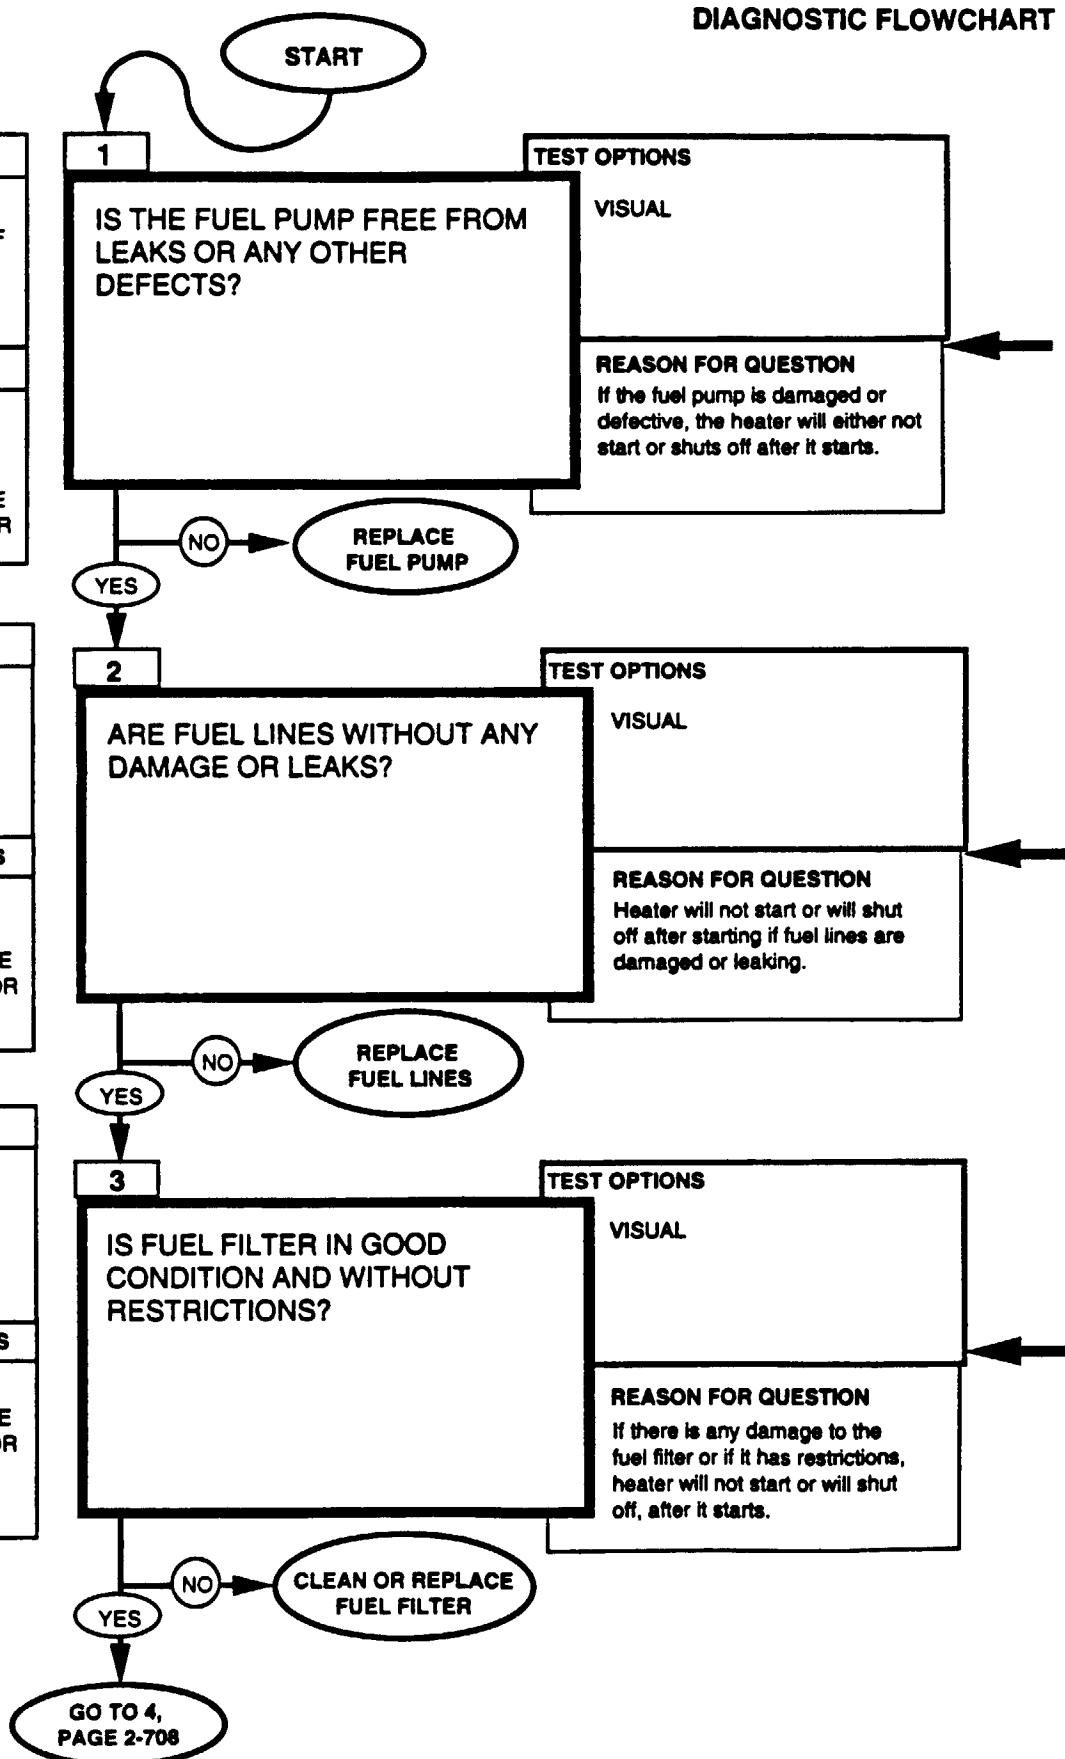 DIAGNOSTIC FLOWCHART
START
1
IS THE FUEL PUMP FREE FROM
LEAKS OR ANY OTHER
DEFECTS?
TEST OPTIONS
VISUAL
REASON FOR QUESTION
If the fuel pump is damaged or
defective, the heater will either not
start or shuts off after it starts.
NO
REPLACE
FUEL PUMP
YES
2
ARE FUEL LINES WITHOUT ANY
DAMAGE OR LEAKS?
TEST OPTIONS
VISUAL
REASON FOR QUESTION
Heater will not start or will shut
off after starting if fuel lines are
damaged or leaking.
NO
REPLACE
FUEL LINES
YES
3
IS FUEL FILTER IN GOOD
CONDITION AND WITHOUT
RESTRICTIONS?
TEST OPTIONS
VISUAL
REASON FOR QUESTION
If there is any damage to the
fuel filter or if it has restrictions,
heater will not start or will shut
off, after it starts.
NO
CLEAN OR REPLACE
FUEL FILTER
YES
GO TO 4,
PAGE 2-708